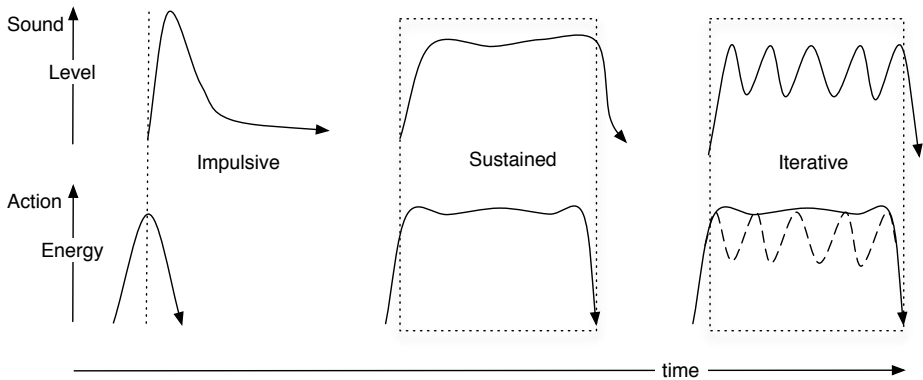 Sound
Level
Impulsive
Sustained
Iterative
Action
Energy
time